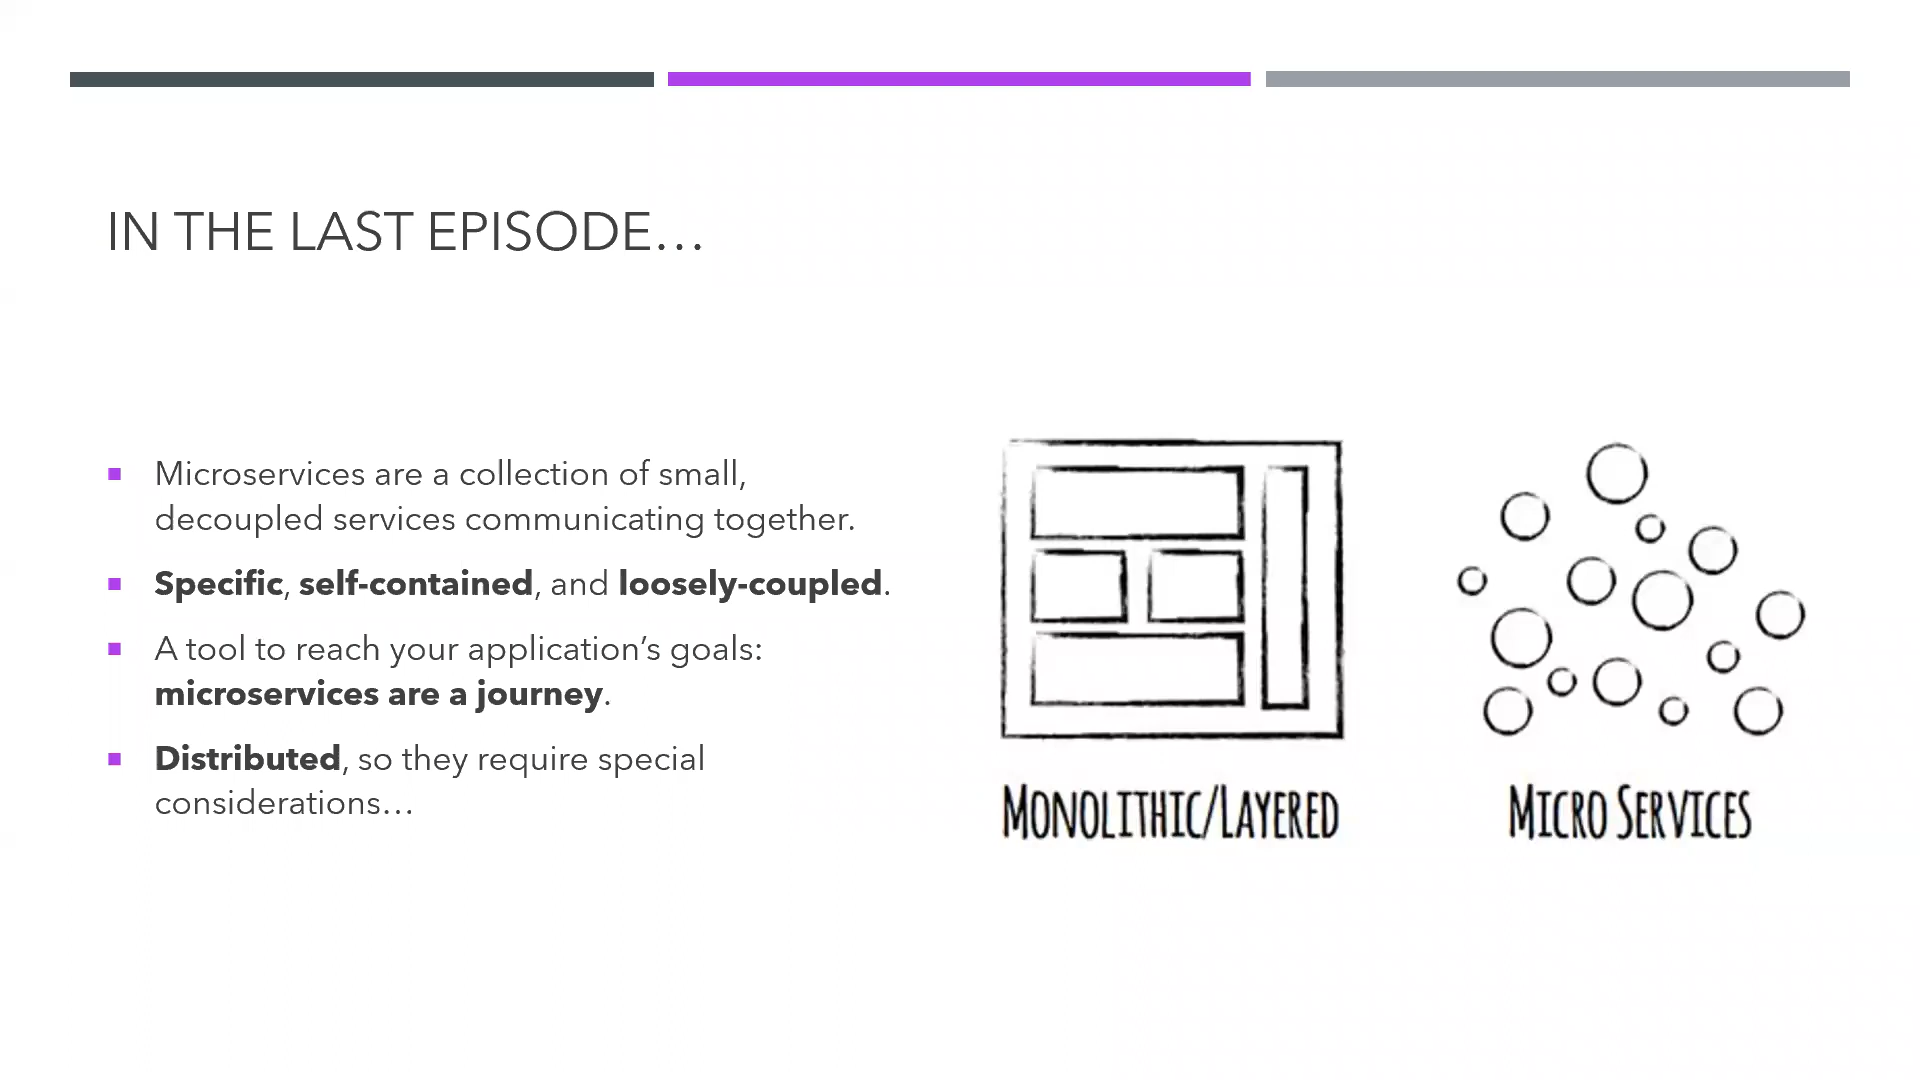 IN THE LAST EPISODE…
Microservices are a collection of small,
decoupled services communicating together.
Specific, self-contained, and loosely-coupled.
A tool to reach your application’s goals:
microservices are a journey.
Distributed, so they require special
considerations…
MONOLITHIC/LAYERED
MICRO SERVICES